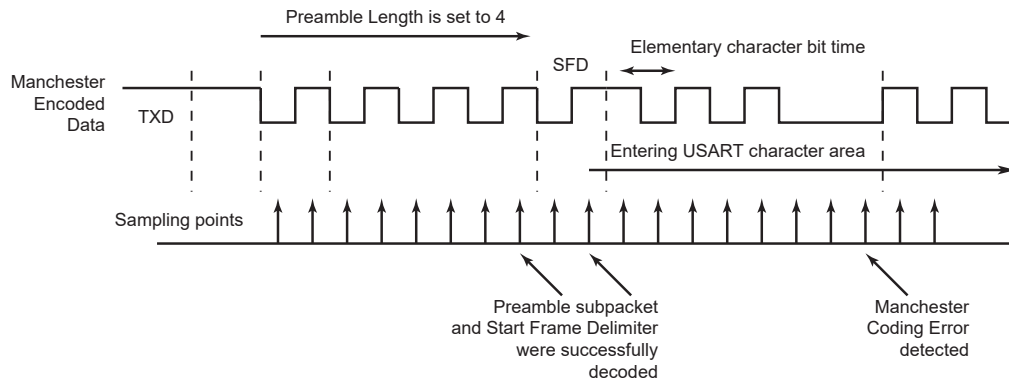 Preamble Length is set to 4
Elementary character bit time
SFD
Manchester
Encoded
Data
TXD
Entering USART character area
Sampling points
Preamble subpacket
and Start Frame Delimiter
were successfully
decoded
Manchester
Coding Error
detected